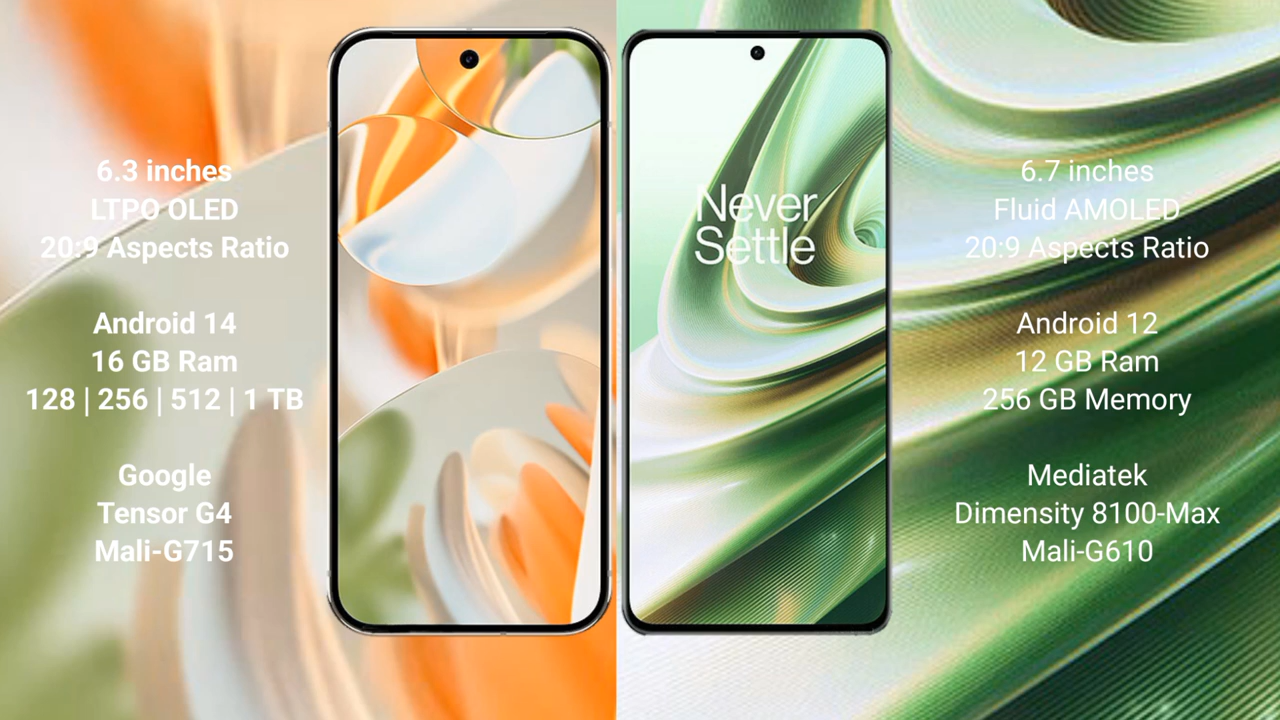 6.3 inches
LTPO OLED
20:9 Aspects Ratio
Android 14
16 GB Ram
128 | 256 | 512 | 1 TB
Google
Tensor G4
Mali-G715
Never
Settle
6.7 inches
Fluid AMOLED
20:9 Aspects Ratio
Android 12
12 GB Ram
256 GB Memory
Mediatek
Dimensity 8100-Max
Mali-G610